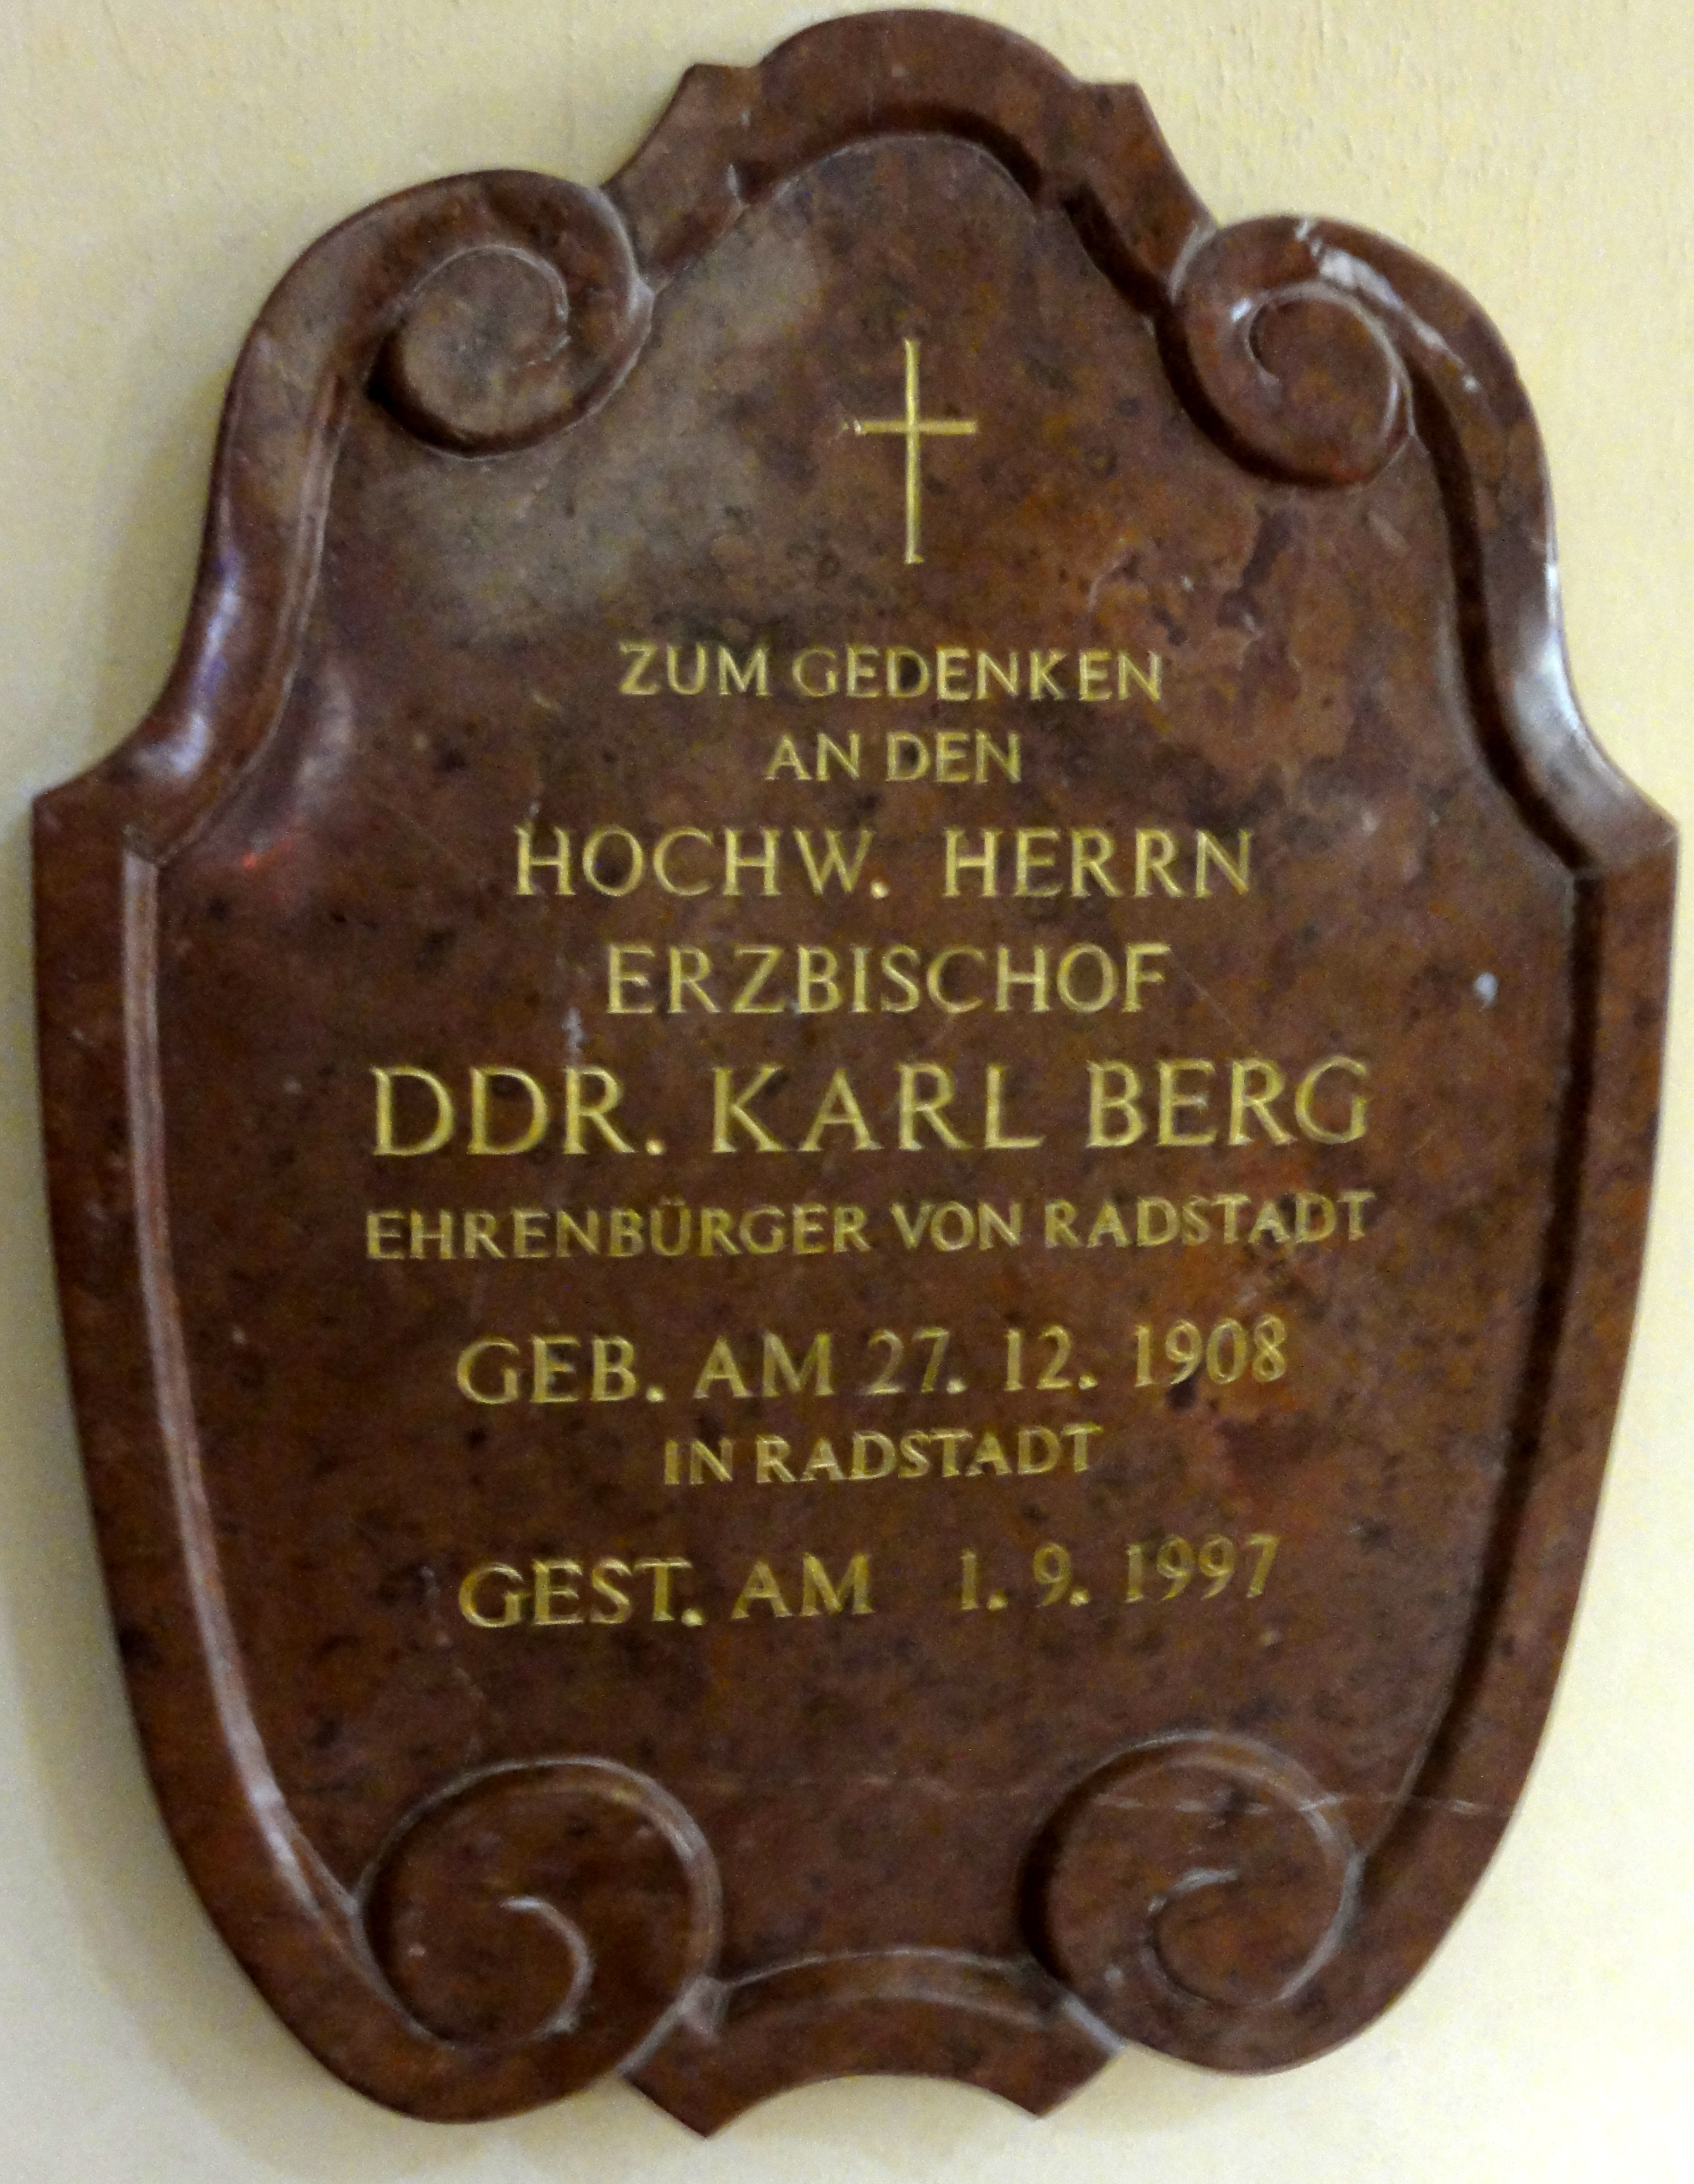 ZUM GEDENKEN
AN DEN
HOCHW. HERRN
ERZBISCHOF
DDR. KARL BERG
EHRENBÜRGER VON RADSTADT
GEB. AM 27. 12. 1908
IN RADSTADT
GEST. AM 1. 9. 1997